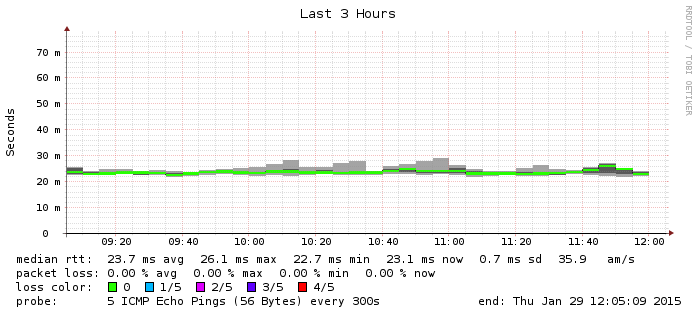 Last 3 Hours
RRDTOOL / TOBI OETIKER
Seconds
70 m
60 m
50 m
40 m
30 m
20 m
10 m
0
09:20 09:40 10:00 10:20 10:40 11:00 11:20 11:40 12:00
median rtt: 23.7 ms avg 26.1 ms max 22.7 ms min 23.1 ms now 0.7 ms sd 35.9 am/s
packet loss: 0.00 % avg 0.00 % max 0.00 % min 0.00 % now
loss color: 0 1/5 2/5 3/5 4/5
probe: 5 ICMP Echo Pings (56 Bytes) every 300s end: Thu Jan 29 12:05:09 2015